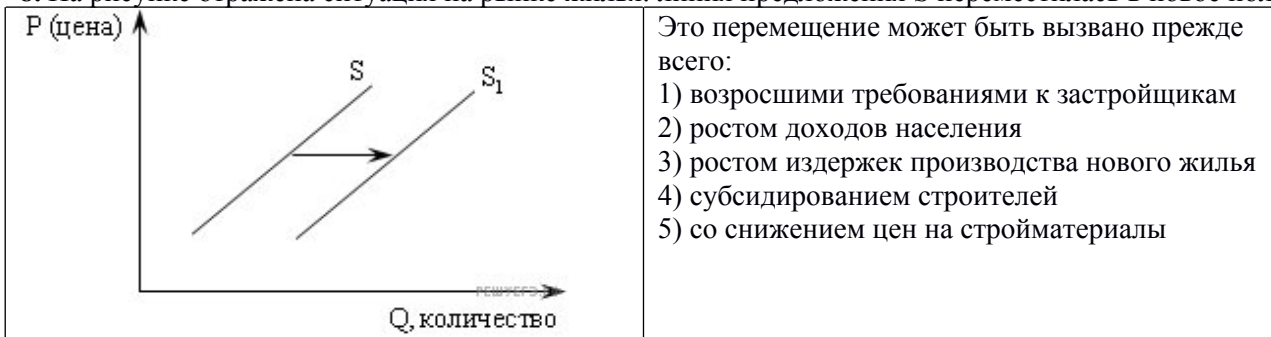 P (цена)
S
S1
Q, количество
Это перемещение может быть вызвано прежде
всего:
1) возросшими требованиями к застройщикам
2) ростом доходов населения
3) ростом издержек производства нового жилья
4) субсидированием строителей
5) со снижением цен на стройматериалы